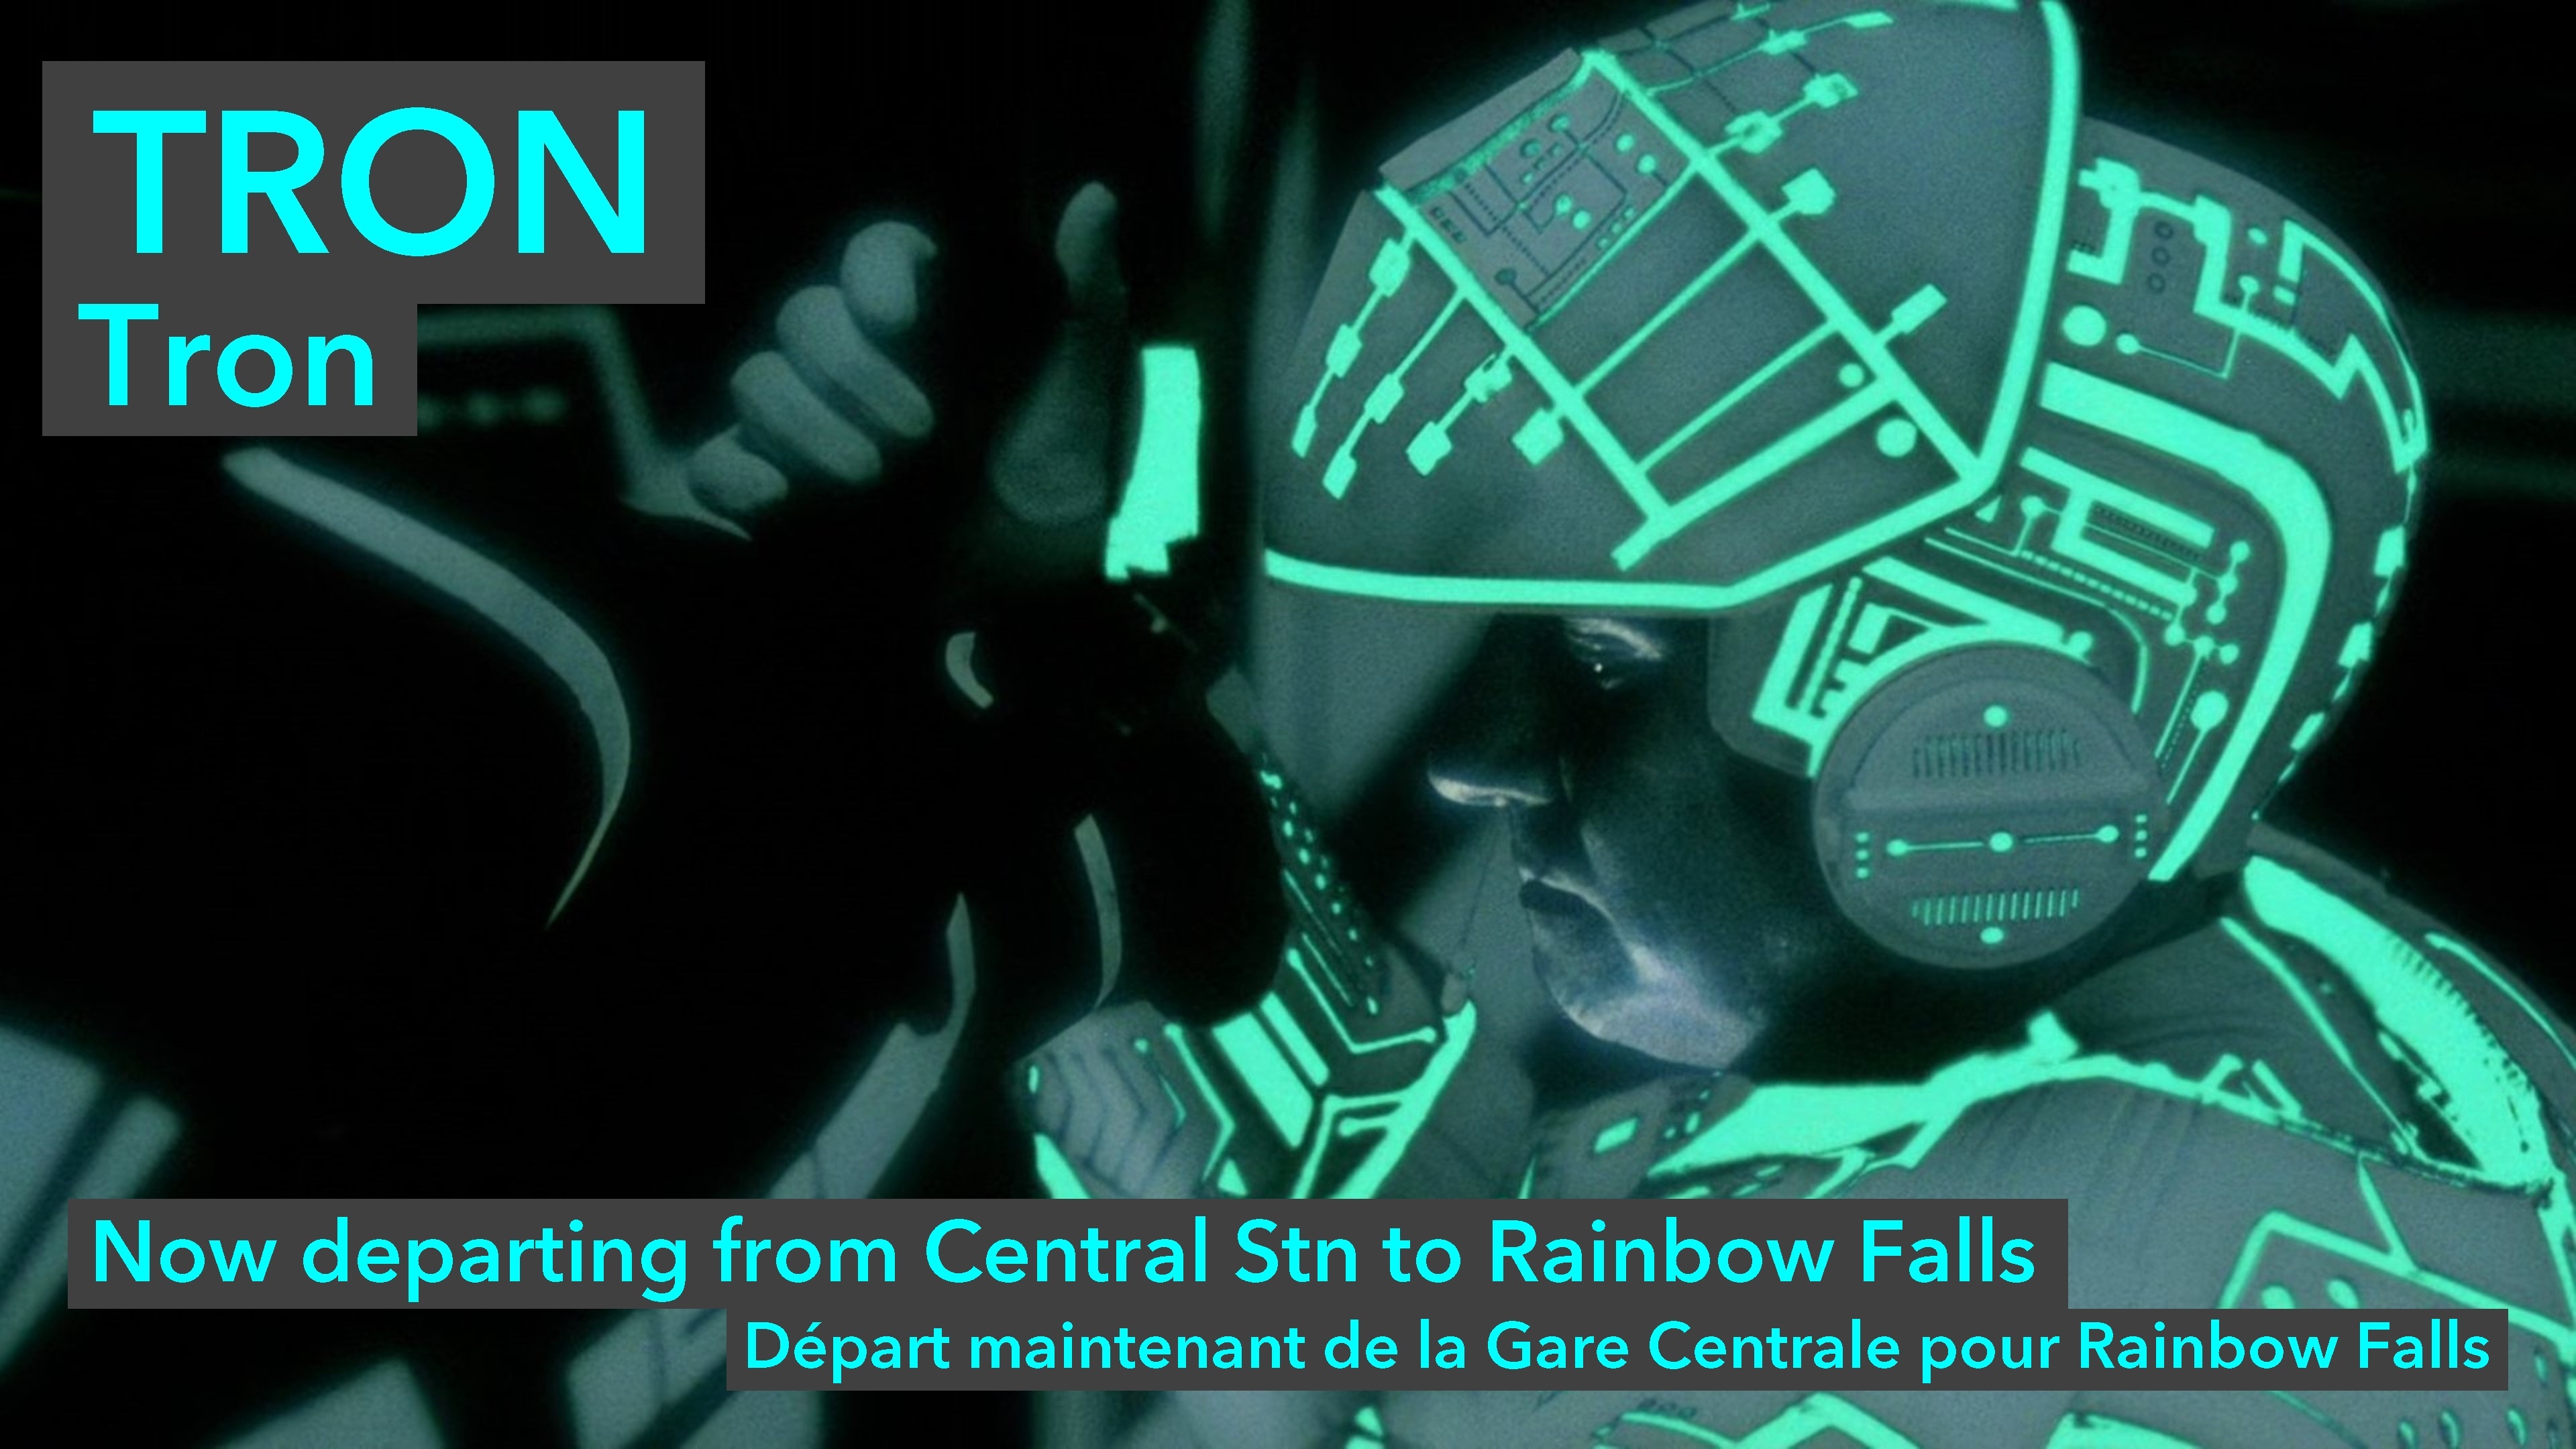 TRON
Tron
Now departing from Central Stn to Rainbow Falls
Départ maintenant de la Gare Centrale pour Rainbow Falls